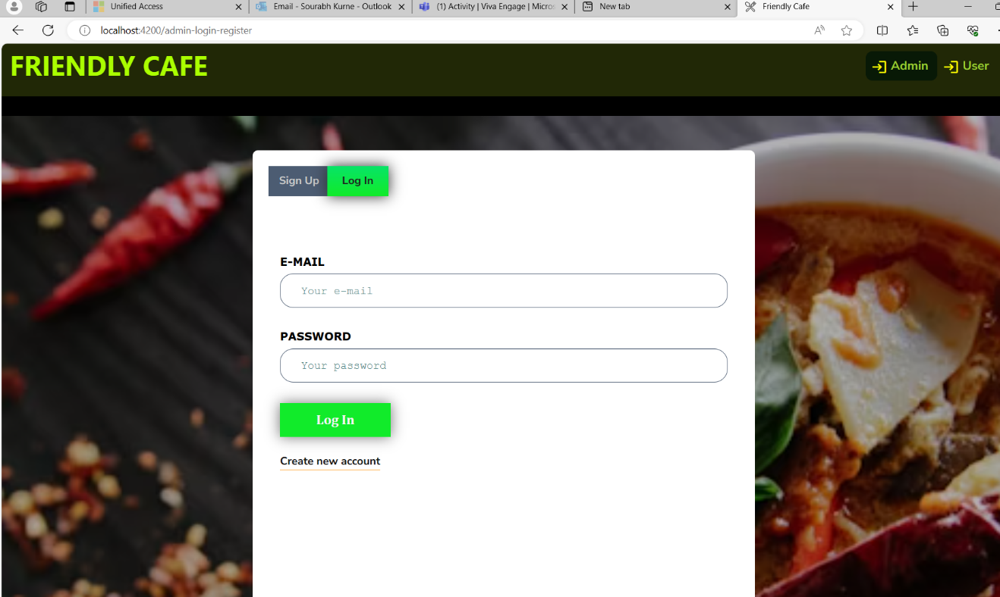 Unified Access
Email - Sourabh Kurne - Outlook
(1) Activity | Viva Engage | Micros
New tab
Friendly Cafe
localhost:4200/admin-login-register
FRIENDLY CAFE
Admin
User
Sign Up
Log In
E-MAIL
Your e-mail
PASSWORD
Your password
Log In
Create new account